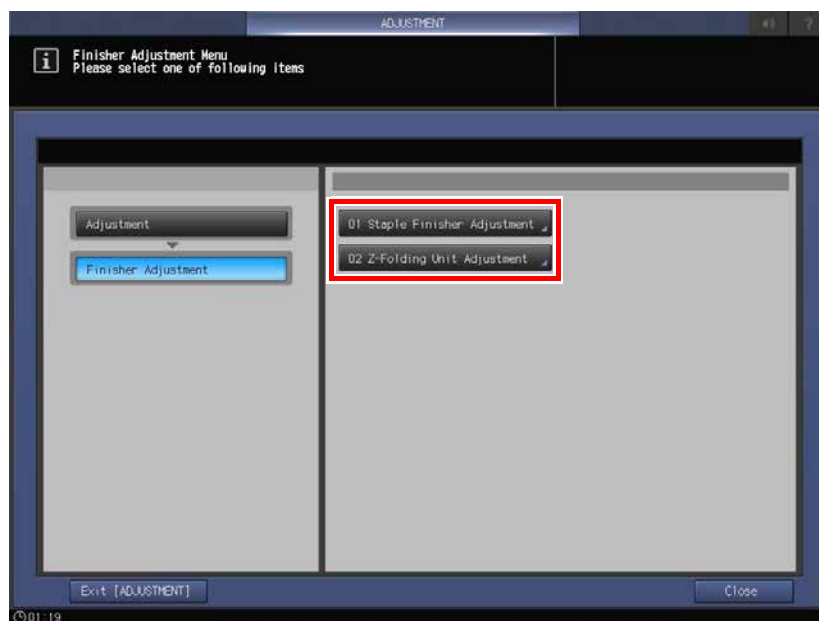 ADJUSTMENT
?
i
Finisher Adjustment Menu
Please select one of following items
Adjustment
Finisher Adjustment
01 Staple Finisher Adjustment
02 Z-Folding Unit Adjustment
Exit [ADJUSTMENT]
Close
01:19